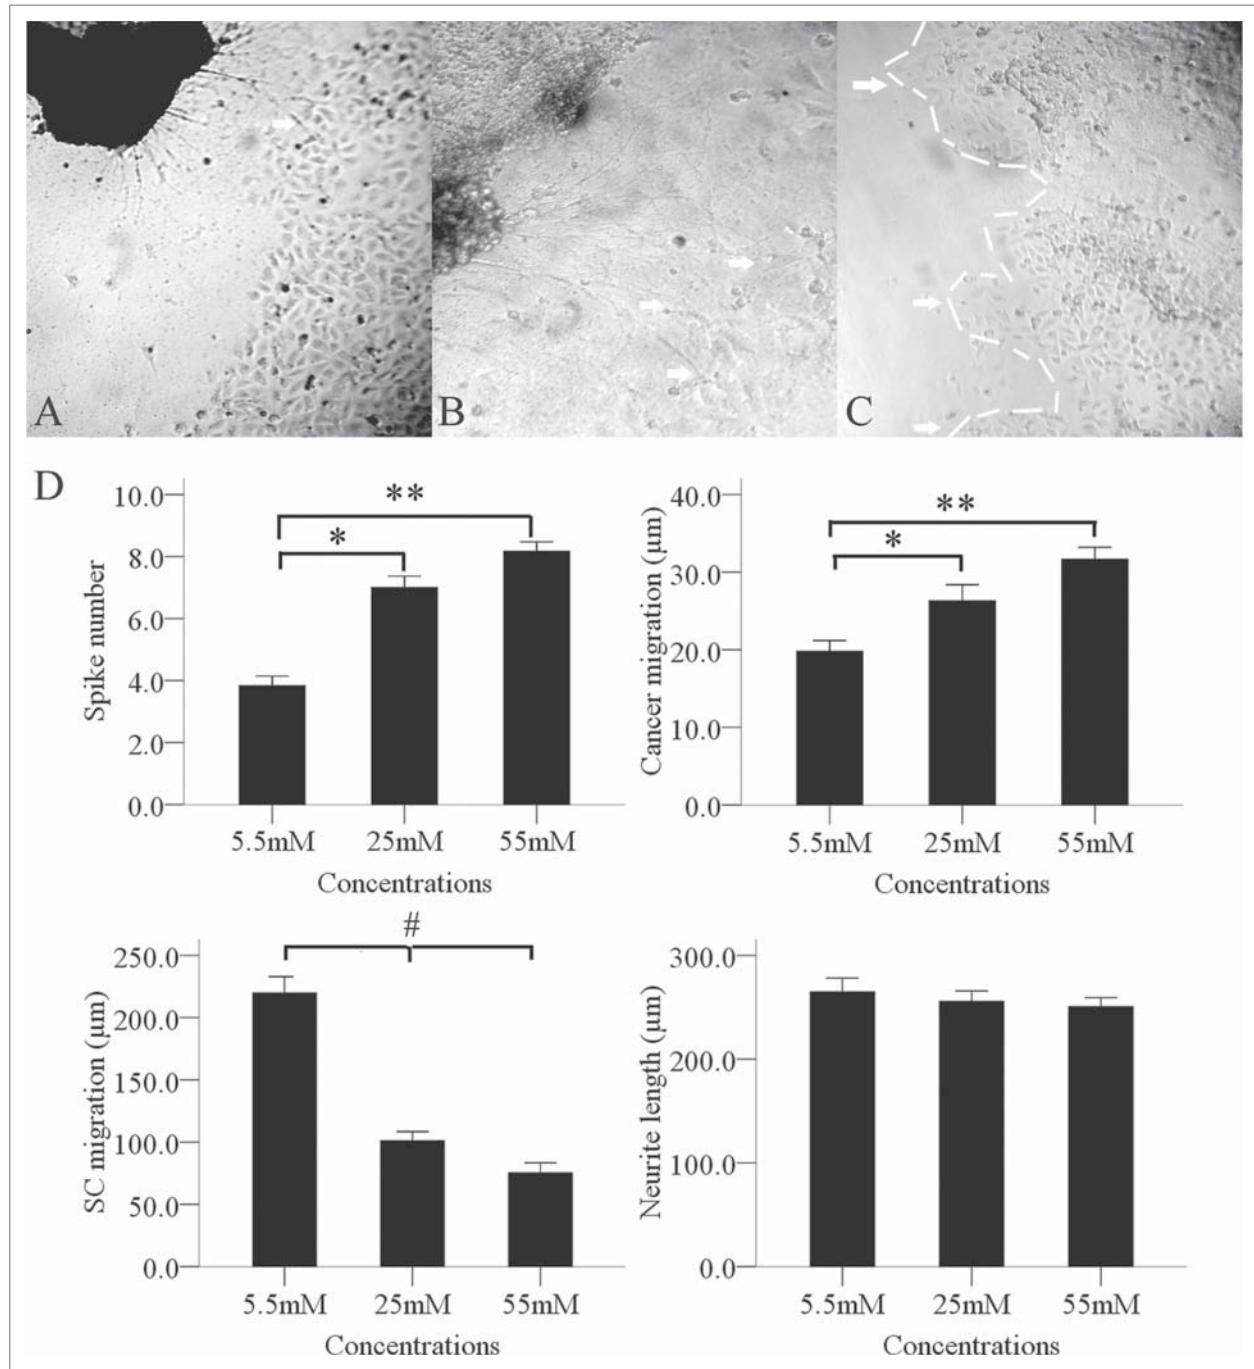 A
B
C
D
10.0
8.0
6.0
4.0
2.0
0.0
Spike number
**
*
5.5mM 25mM 55mM
Concentrations
40.0
30.0
20.0
10.0
0.0
Cancer migration (µm)
**
*
5.5mM 25mM 55mM
Concentrations
250.0
200.0
150.0
100.0
50.0
0.0
SC migration (µm)
#
5.5mM 25mM 55mM
Concentrations
300.0
200.0
100.0
0.0
Neurite length (µm)
5.5mM 25mM 55mM
Concentrations